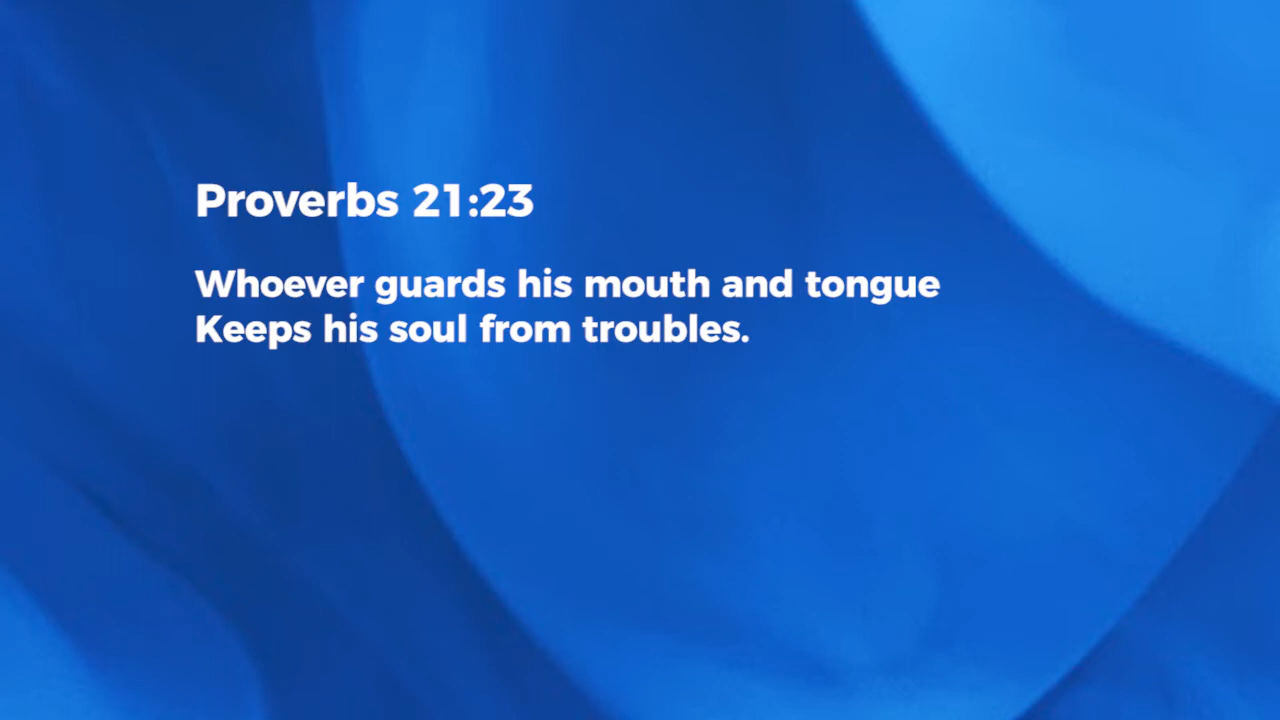 Proverbs 21:23
Whoever guards his mouth and tongue
Keeps his soul from troubles.